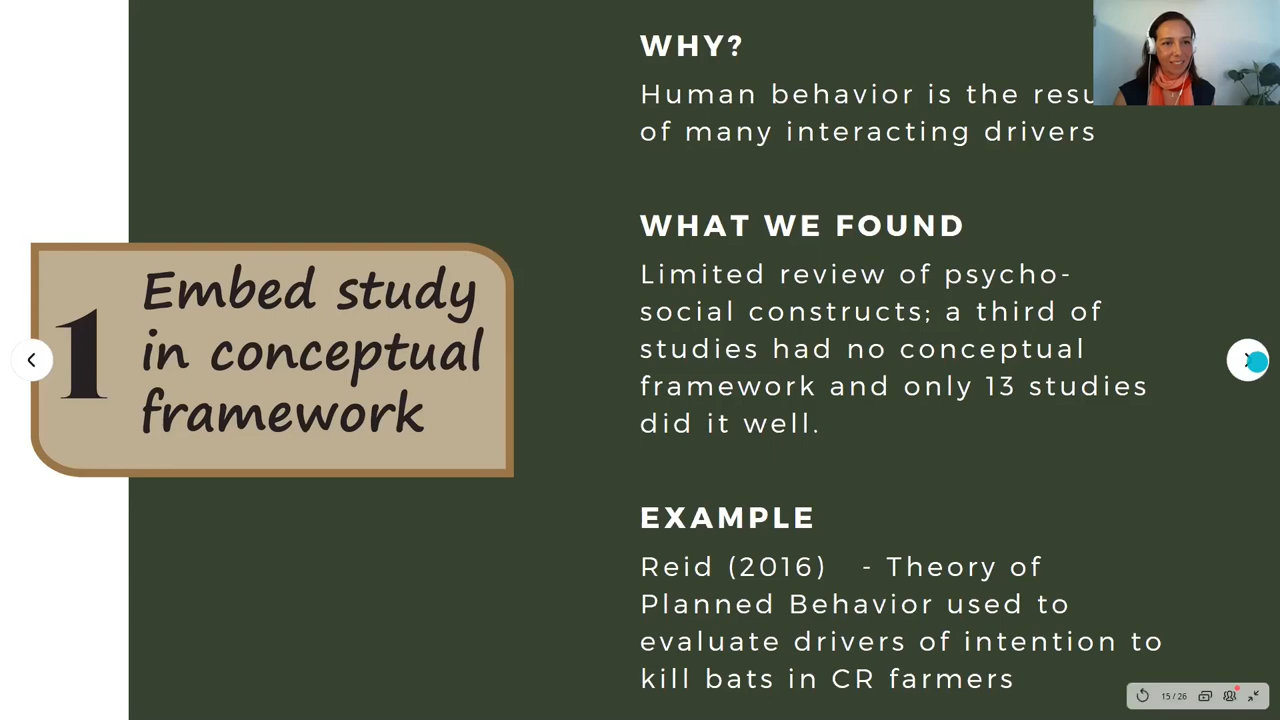 1
Embed study
in conceptual
framework
WHY?
Human behavior is the
of many interacting drivers
WHAT WE FOUND
Limited review of psycho-
social constructs; a third of
studies had no conceptual
framework and only 13 studies
did it well.
EXAMPLE
Reid (2016) - Theory of
Planned Behavior used to
evaluate drivers of intention to
kill bats in CR farmers
15 / 26